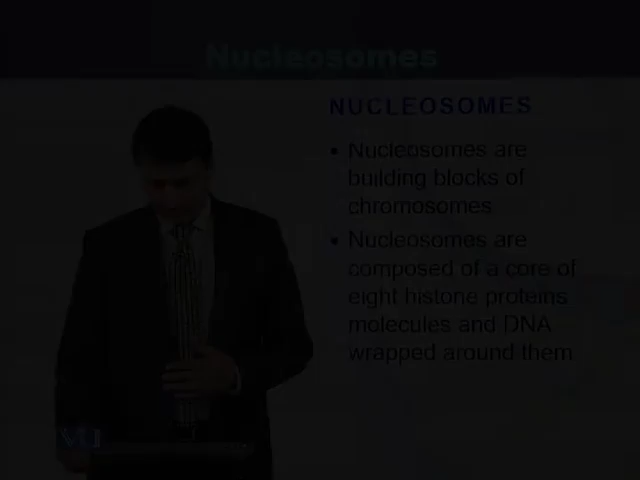 Nucleosomes
NUCLEOSOMES
• Nucleosomes are
building blocks of
chromosomes
• Nucleosomes are
composed of a core of
eight histone proteins
molecules and DNA
wrapped around them
VU